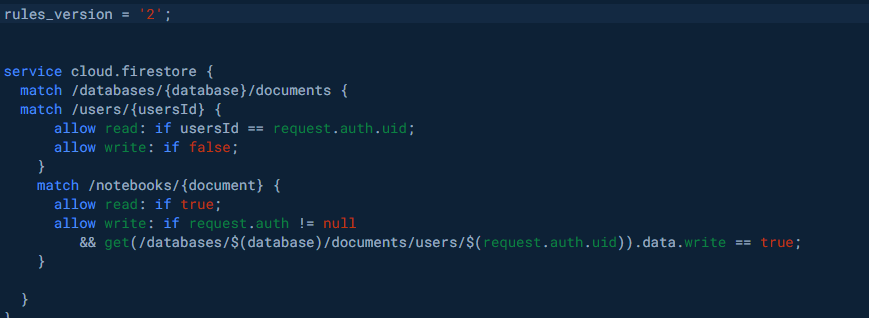 rules_version = '2';
service cloud.firestore {
match /databases/{database}/documents {
match /users/{usersId} {
allow read: if usersId == request.auth.uid;
allow write: if false;
}
match /notebooks/{document} {
allow read: if true;
allow write: if request.auth != null
&& get(/databases/$(database)/documents/users/$(request.auth.uid)).data.write == true;
}
}
}